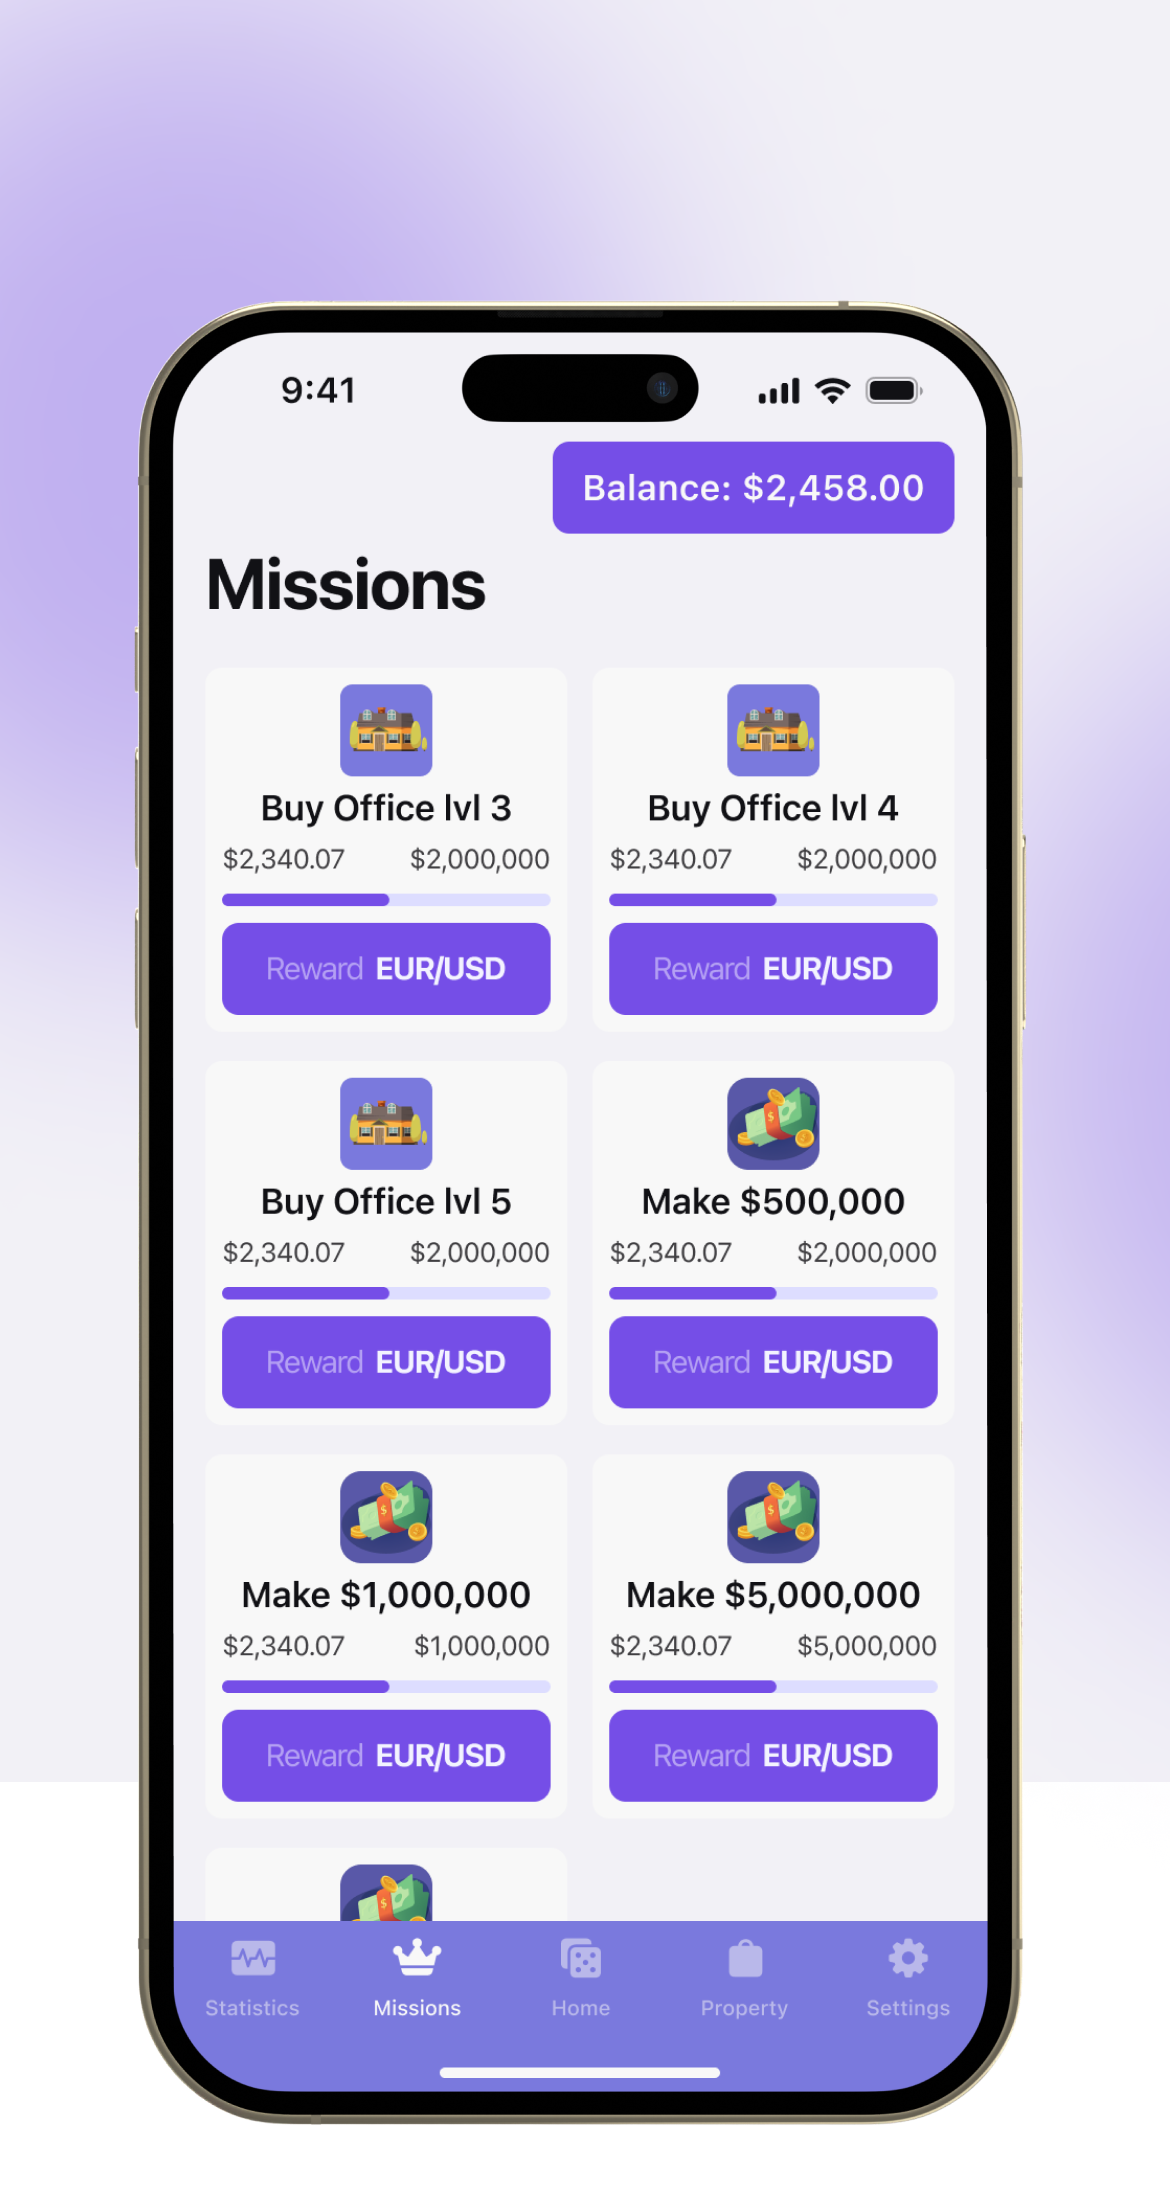 9:41
Balance: $2,458.00
Missions
Buy Office lvl 3
$2,340.07 $2,000,000
Reward EUR/USD
Buy Office lvl 4
$2,340.07 $2,000,000
Reward EUR/USD
Buy Office lvl 5
$2,340.07 $2,000,000
Reward EUR/USD
Make $500,000
$2,340.07 $2,000,000
Reward EUR/USD
Make $1,000,000
$2,340.07 $1,000,000
Reward EUR/USD
Make $5,000,000
$2,340.07 $5,000,000
Reward EUR/USD
Statistics Missions Home Property Settings